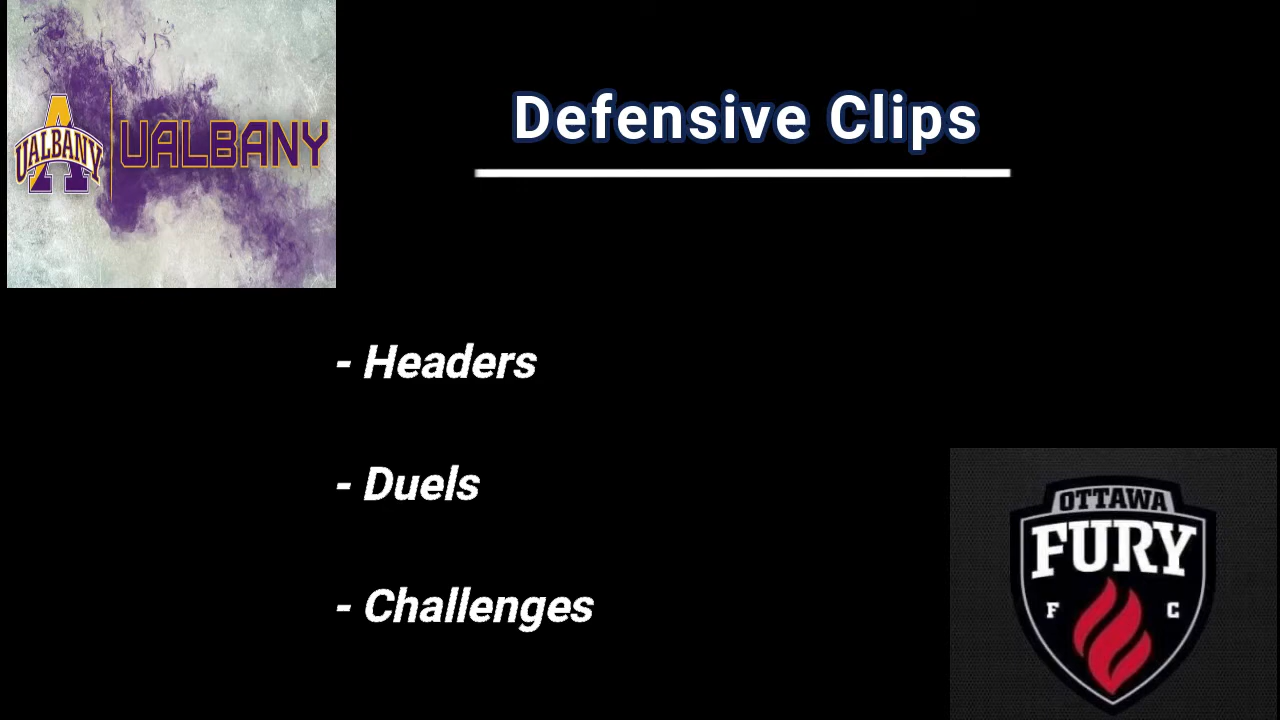 UALBANY
UALBANY
Defensive Clips
- Headers
- Duels
- Challenges
OTTAWA
FURY
F C